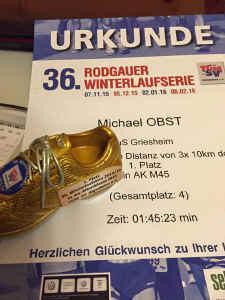 URKUNDE
36. RODGAUER
WINTERLAUFSERIE
07.11.15 05.12.15 02.01.16 06.02.16
Michael OBST
uS Griesheim
Distanz von 3x 10km de
1. Platz
n AK M45
(Gesamtplatz: 4)
Zeit: 01:45:23 min
Herzlichen Glückwunsch zu Ihrer